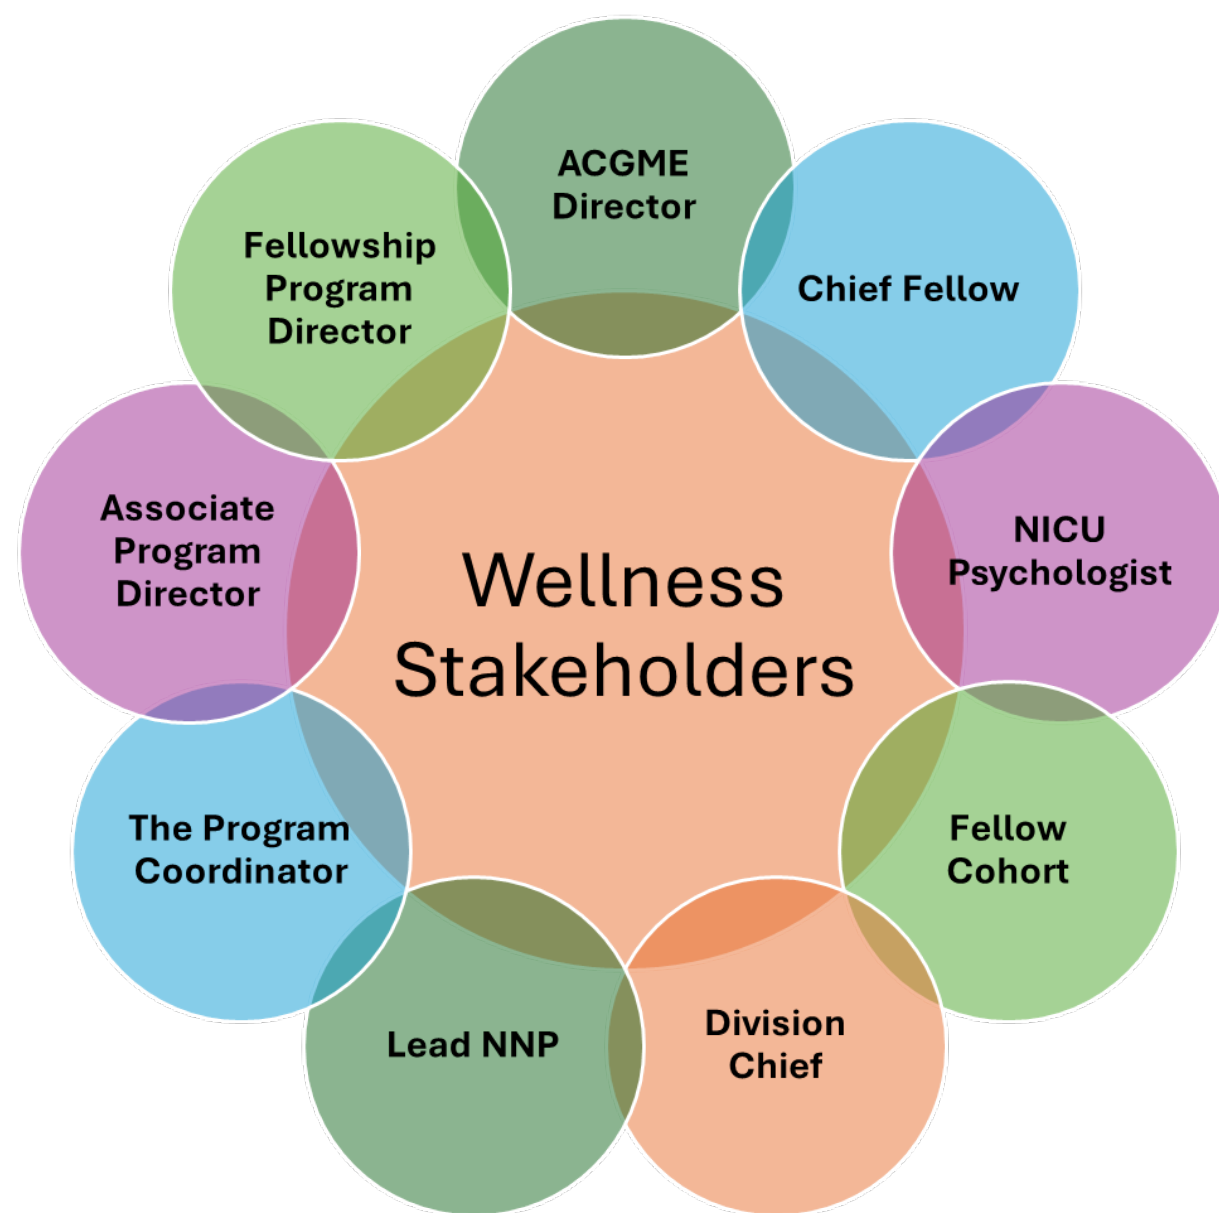 ACGME
Director
Chief Fellow
NICU
Psychologist
Fellow
Cohort
Division
Chief
Lead NNP
The Program
Coordinator
Associate
Program
Director
Fellowship
Program
Director
Wellness
Stakeholders